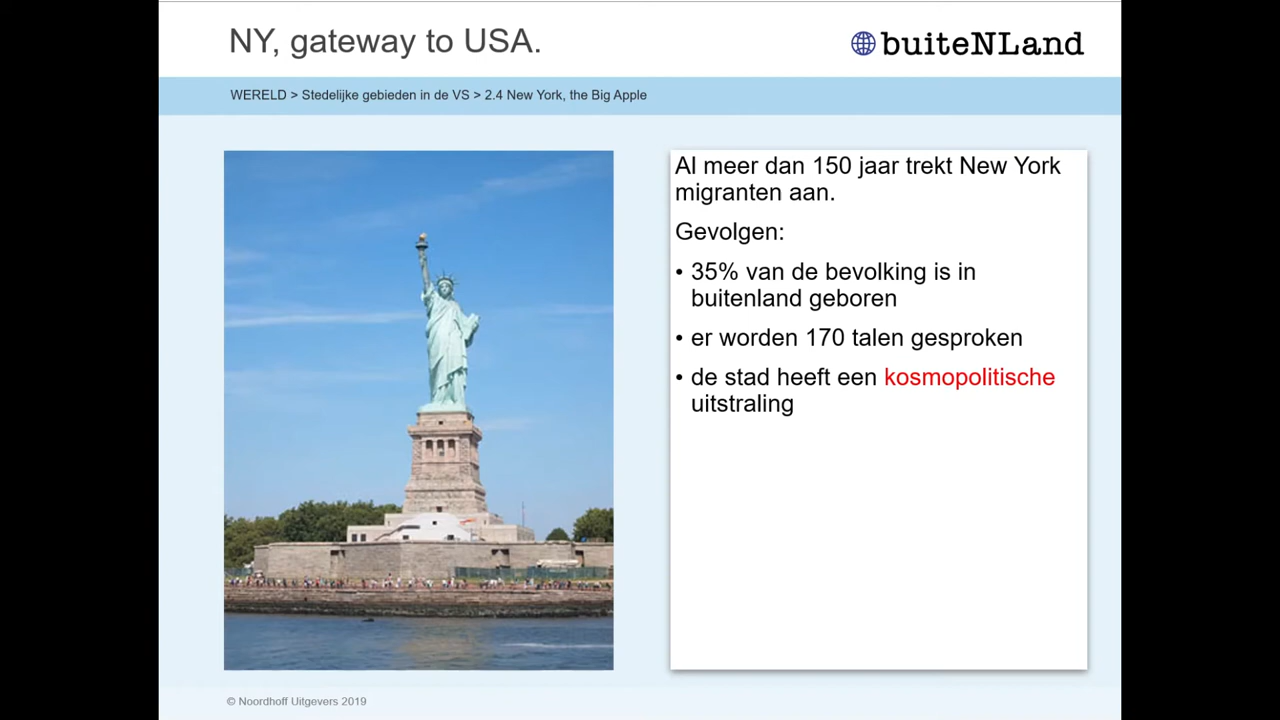 NY, gateway to USA.
buiteNLand
WERELD > Stedelijke gebieden in de VS > 2.4 New York, the Big Apple
Al meer dan 150 jaar trekt New York
migranten aan.
Gevolgen:
• 35% van de bevolking is in
buitenland geboren
• er worden 170 talen gesproken
• de stad heeft een kosmopolitische
uitstraling
© Noordhoff Uitgevers 2019